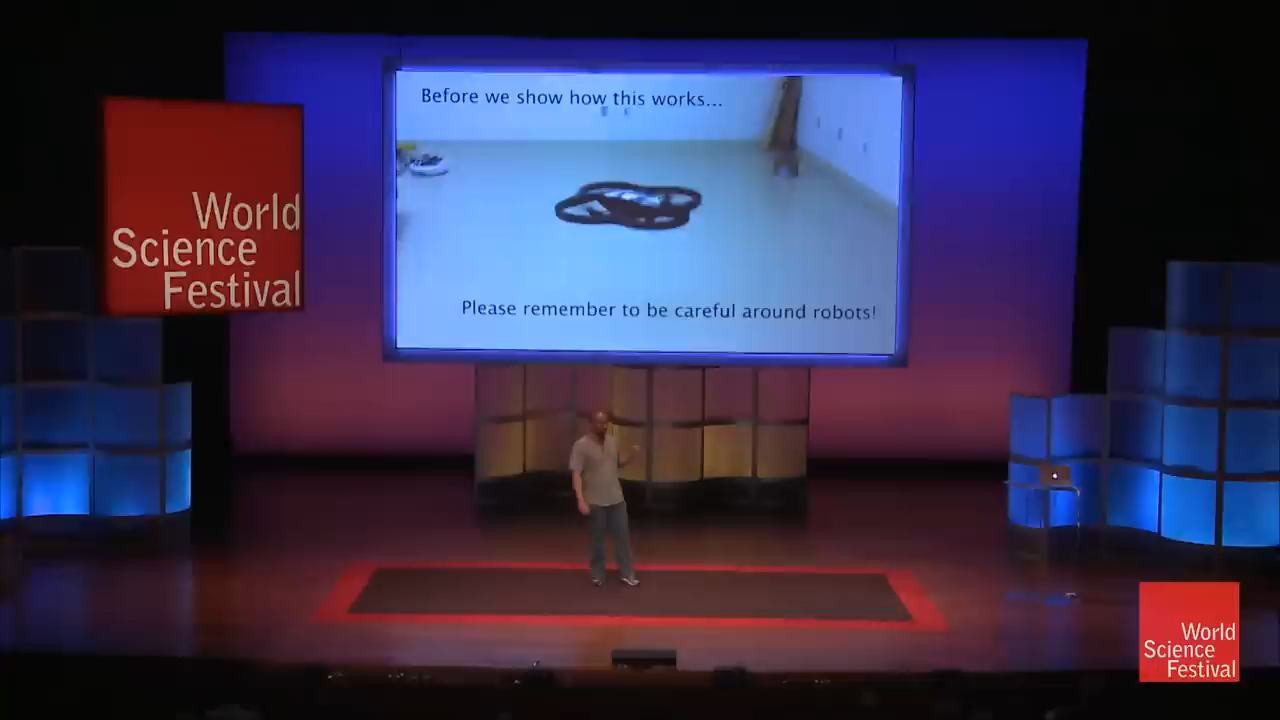 Before we show how this works...
World
Science
Festival
Please remember to be careful around robots!
World
Science
Festival